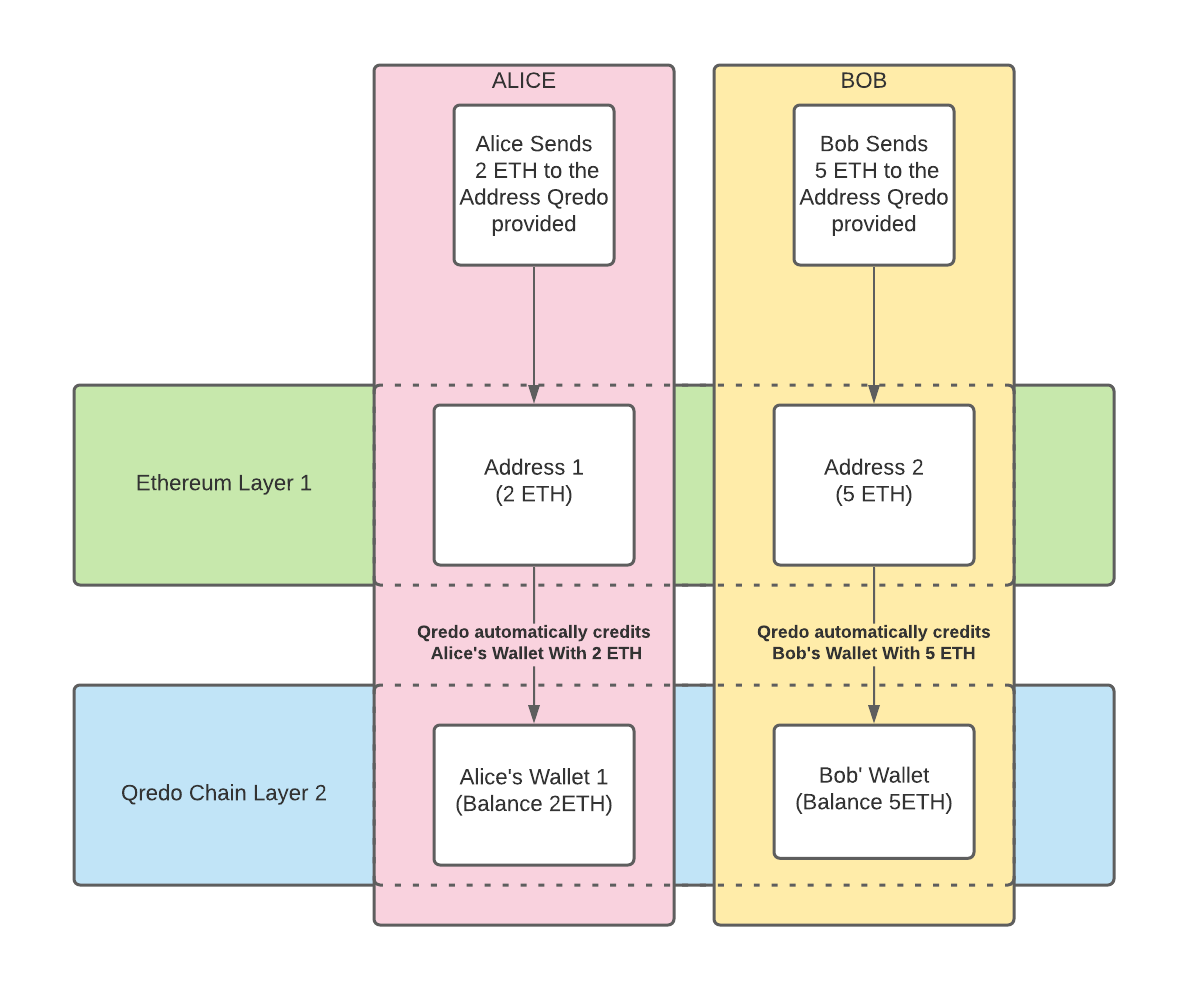 ALICE
BOB
Alice Sends
2 ETH to the
Address Qredo
provided
Bob Sends
5 ETH to the
Address Qredo
provided
Ethereum Layer 1
Address 1
(2 ETH)
Address 2
(5 ETH)
Qredo automatically credits
Alice's Wallet With 2 ETH
Qredo automatically credits
Bob's Wallet With 5 ETH
Qredo Chain Layer 2
Alice's Wallet 1
(Balance 2ETH)
Bob' Wallet
(Balance 5ETH)